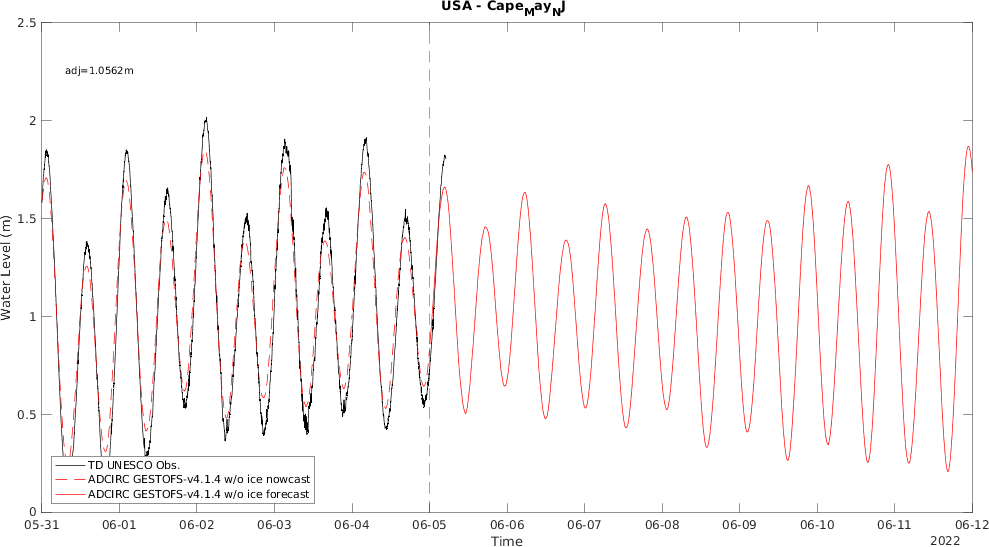 USA - Cape_May_NJ
2.5
adj=1.0562m
2
1.5
Water Level (m)
1
0.5
TD UNESCO Obs.
ADCIRC GESTOFS-v4.1.4 w/o ice nowcast
ADCIRC GESTOFS-v4.1.4 w/o ice forecast
0
05-31 06-01 06-02 06-03 06-04 06-05 06-06 06-07 06-08 06-09 06-10 06-11 06-12
Time
2022